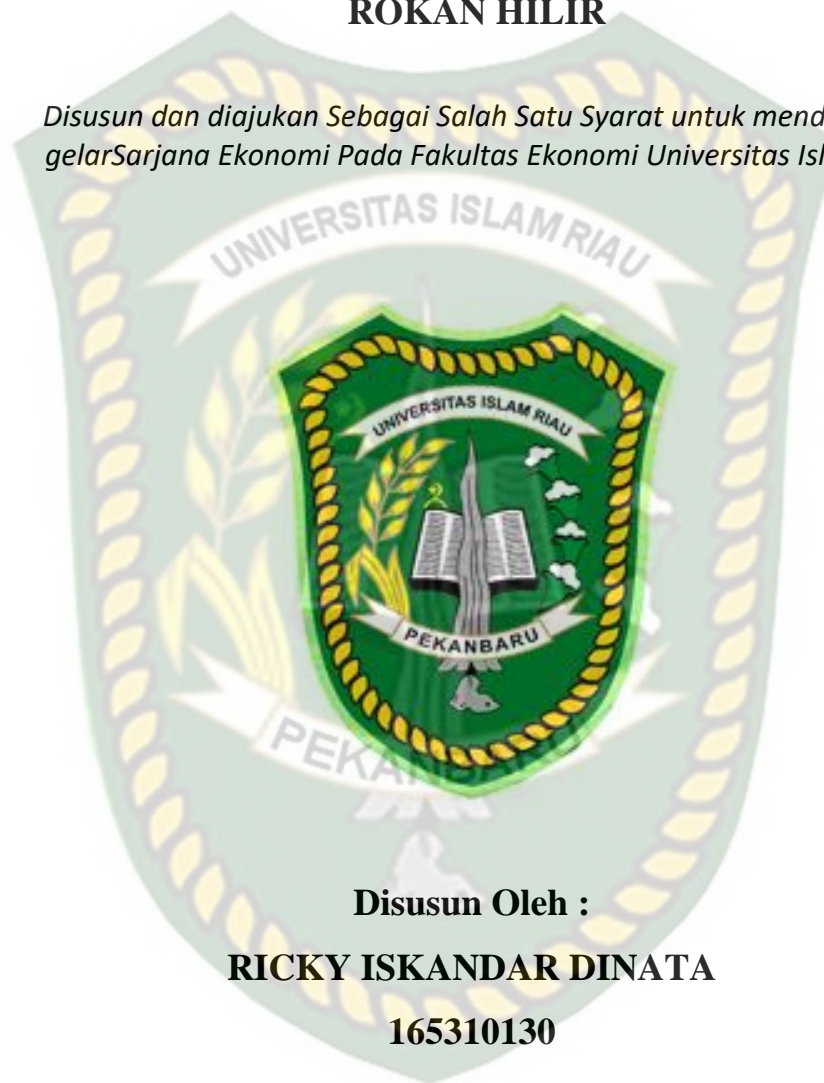 ROKAN HILIR
Disusun dan diajukan Sebagai Salah Satu Syarat untuk mend
gelarSarjana Ekonomi Pada Fakultas Ekonomi Universitas Isl
UNIVERSITAS ISLAM RIAU
UNIVERSITAS ISLAM RIAU
PEKANBARU
PEKANBARU
Disusun Oleh :
RICKY ISKANDAR DINATA
165310130